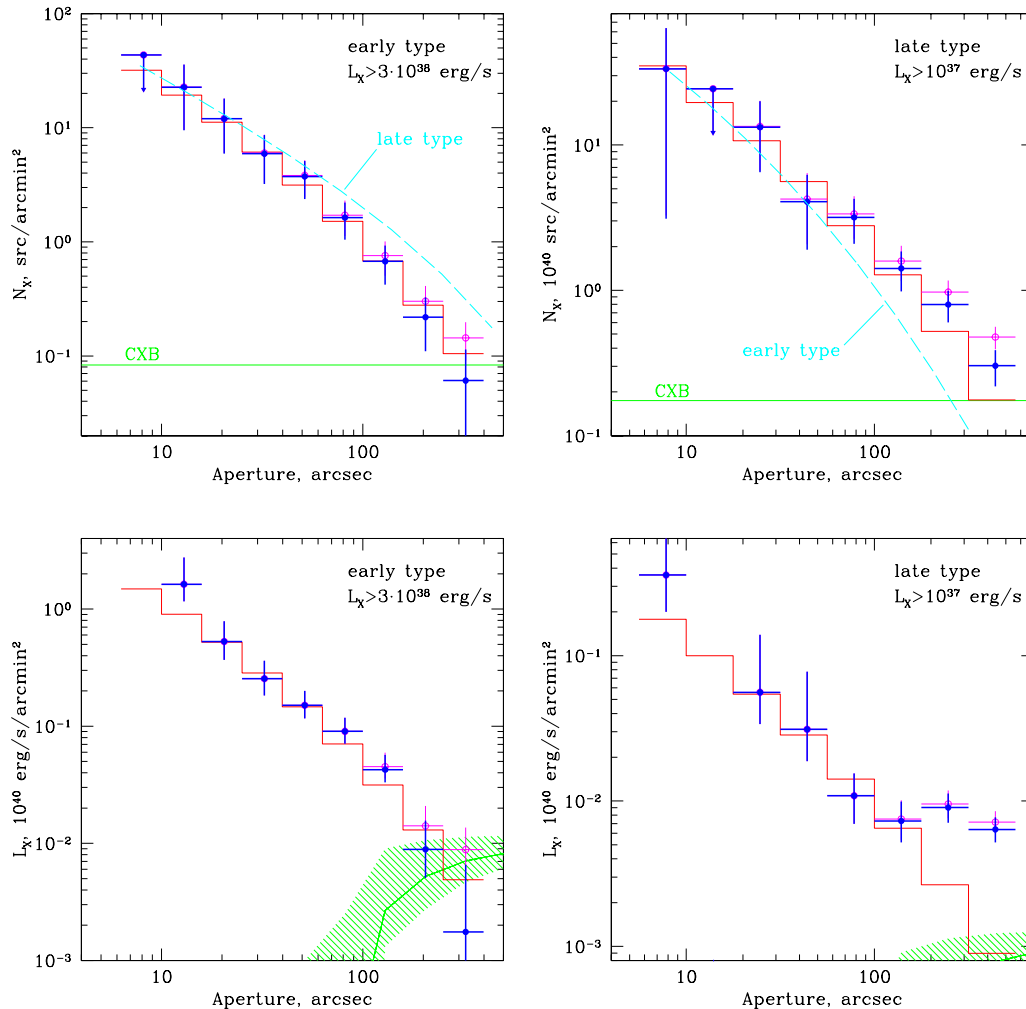 10²
10¹
10⁰
10⁻¹
N_X, src/arcmin²
early type
L_X>3·10³⁸ erg/s
late type
CXB
10
100
Aperture, arcsec
10¹
10⁰
10⁻¹
N_X, 10⁴⁰ src/arcmin²
late type
L_X>10³⁷ erg/s
early type
CXB
10
100
Aperture, arcsec
10⁰
10⁻¹
10⁻²
10⁻³
L_X, 10⁴⁰ erg/s/arcmin²
early type
L_X>3·10³⁸ erg/s
10
100
Aperture, arcsec
10⁻¹
10⁻²
10⁻³
L_X, 10⁴⁰ erg/s/arcmin²
late type
L_X>10³⁷ erg/s
10
100
Aperture, arcsec